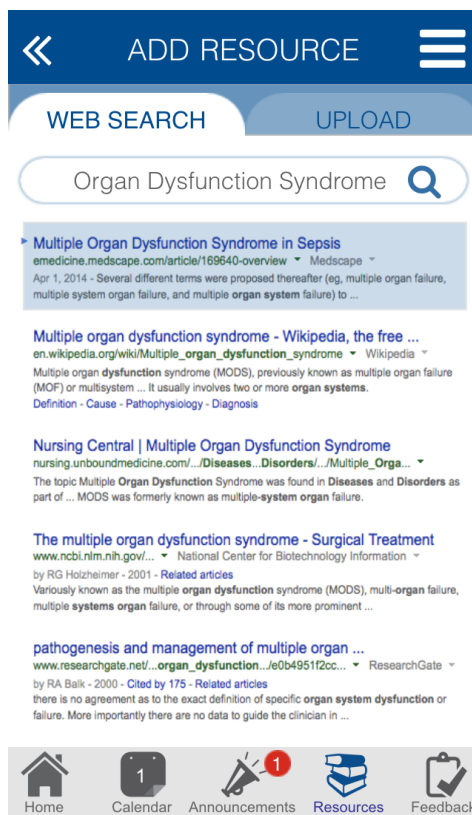 ADD RESOURCE
WEB SEARCH
UPLOAD
Organ Dysfunction Syndrome
Multiple Organ Dysfunction Syndrome in Sepsis
emedicine.medscape.com/article/169640-overview ▼ Medscape ▼
Apr 1, 2014 - Several different terms were proposed thereafter (eg, multiple organ failure,
multiple system organ failure, and multiple organ system failure) to ...
Multiple organ dysfunction syndrome - Wikipedia, the free ...
en.wikipedia.org/wiki/Multiple_organ_dysfunction_syndrome ▼ Wikipedia ▼
Multiple organ dysfunction syndrome (MODS), previously known as multiple organ failure
(MOF) or multisystem ... It usually involves two or more organ systems.
Definition - Cause - Pathophysiology - Diagnosis
Nursing Central | Multiple Organ Dysfunction Syndrome
nursing.unboundmedicine.com/.../Diseases...Disorders/.../Multiple_Orga... ▼
The topic Multiple Organ Dysfunction Syndrome was found in Diseases and Disorders as
part of ... MODS was formerly known as multiple-system organ failure.
The multiple organ dysfunction syndrome - Surgical Treatment
www.ncbi.nlm.nih.gov/... ▼ National Center for Biotechnology Information ▼
by RG Holzheimer - 2001 - Related articles
Variously known as the multiple organ dysfunction syndrome (MODS), multi-organ failure,
multiple systems organ failure, or through some of its more prominent ...
pathogenesis and management of multiple organ ...
www.researchgate.net/...organ_dysfunction.../e0b4951f2cc... ▼ ResearchGate ▼
by RA Balk - 2000 - Cited by 175 - Related articles
there is no agreement as to the exact definition of specific organ system dysfunction or
failure. More importantly there are no data to guide the clinician in ...
1
1
Home
Calendar
Announcements
Resources
Feedback